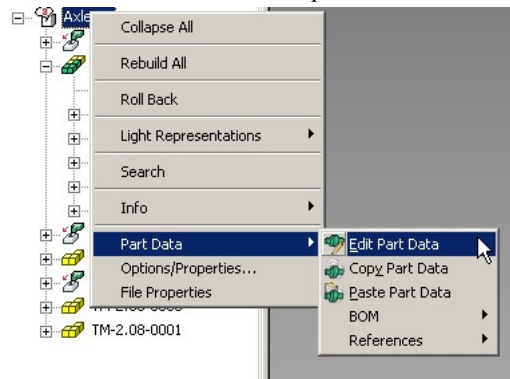 Axle
Collapse All
Rebuild All
Roll Back
Light Representations
Search
Info
Part Data
Edit Part Data
Options/Properties...
Copy Part Data
File Properties
Paste Part Data
BOM
TM-2.08-0001
References